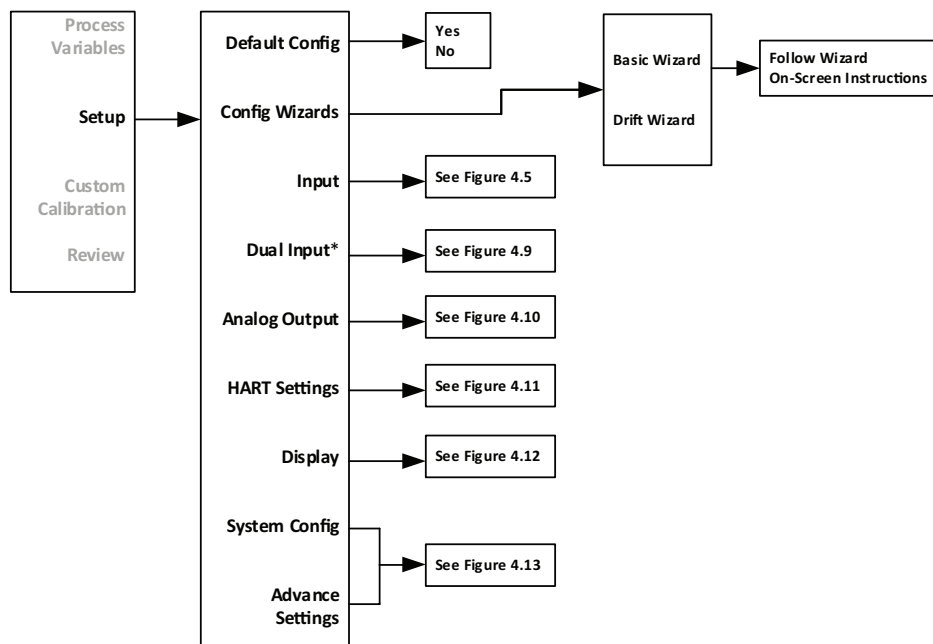 Process
Variables
Setup
Custom
Calibration
Review
Default Config
Config Wizards
Input
Dual Input*
Analog Output
HART Settings
Display
System Config
Advance
Settings
Yes
No
See Figure 4.5
See Figure 4.9
See Figure 4.10
See Figure 4.11
See Figure 4.12
See Figure 4.13
Basic Wizard
Drift Wizard
Follow Wizard
On-Screen Instructions